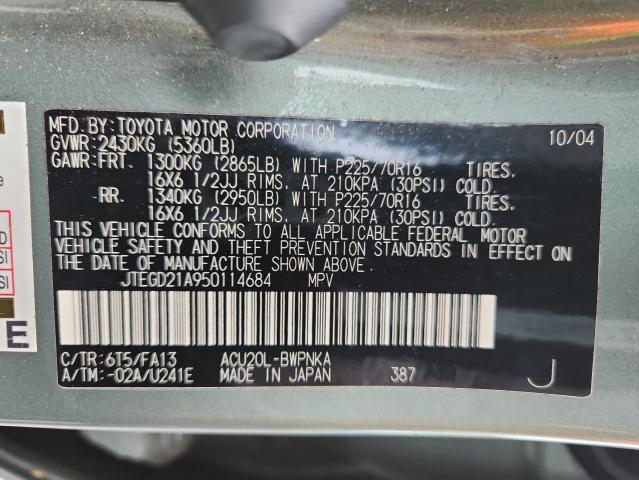 MFD. BY: TOYOTA MOTOR CORPORATION 10/04
GVWR: 2430KG (5360LB)
GAWR: FRT. 1300KG (2865LB) WITH P225/70R16 TIRES.
16X6 1/2JJ RIMS, AT 210KPA (30PSI) COLD.
RR. 1340KG (2950LB) WITH P225/70R16 TIRES.
16X6 1/2JJ RIMS, AT 210KPA (30PSI) COLD.
THIS VEHICLE CONFORMS TO ALL APPLICABLE FEDERAL MOTOR
VEHICLE SAFETY AND THEFT PREVENTION STANDARDS IN EFFECT ON
THE DATE OF MANUFACTURE SHOWN ABOVE.
JTEGD21A950114684 MPV
C/TR: 6T5/FA13 ACU20L-BWPNKA
A/TM: -02A/U241E MADE IN JAPAN 387 J
E